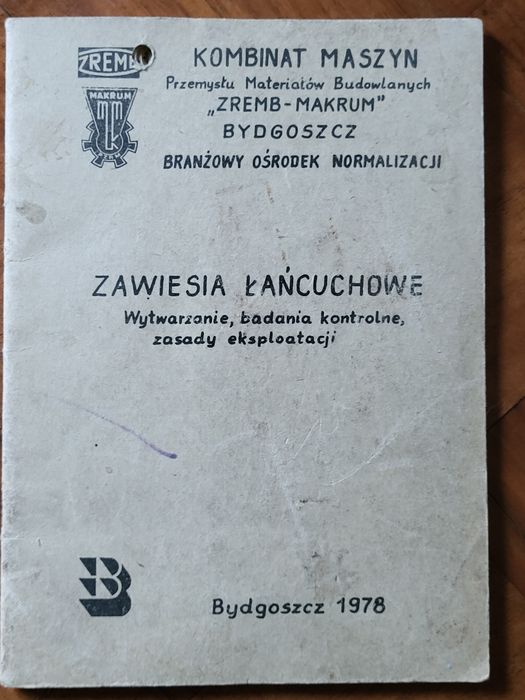 ZREMB
MAKRUM
KOMBINAT MASZYN
Przemysłu Materiałów Budowlanych
„ZREMB-MAKRUM"
BYDGOSZCZ
BRANŻOWY OŚRODEK NORMALIZACJI
ZAWIESIA ŁAŃCUCHOWE
Wytwarzanie, badania kontrolne,
zasady eksploatacji
B
Bydgoszcz 1978